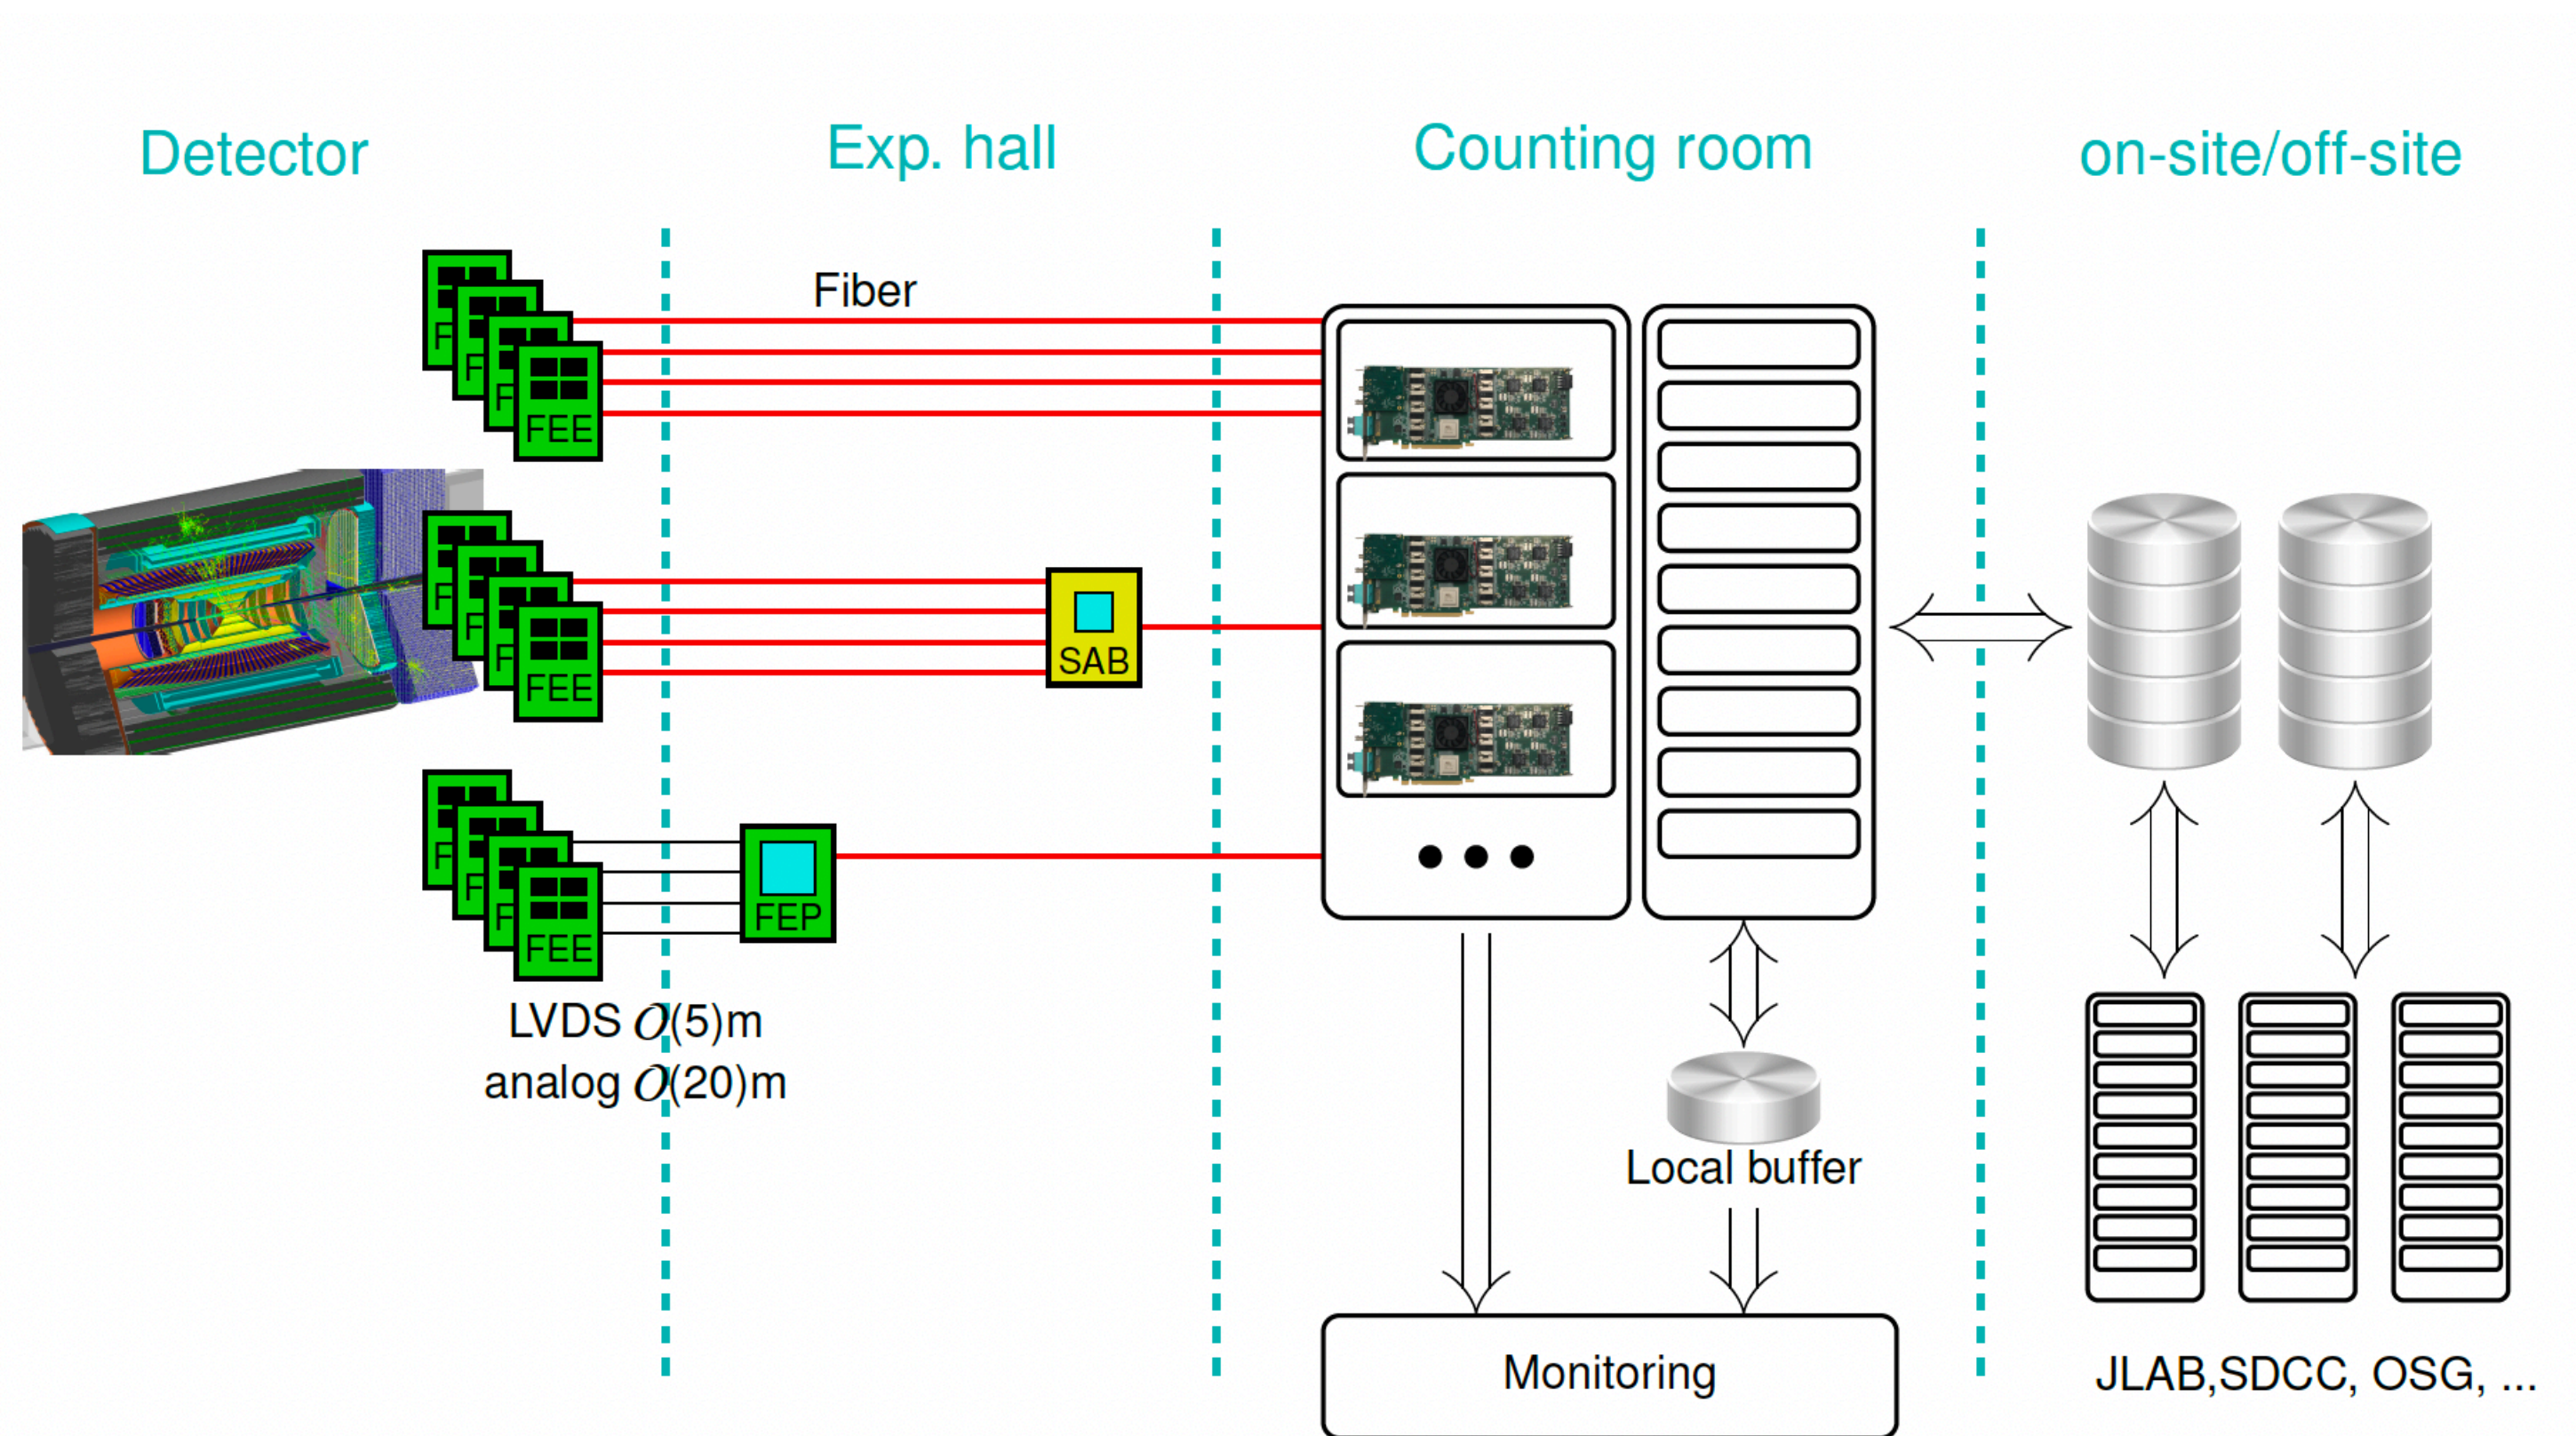 Detector
Exp. hall
Counting room
on-site/off-site
Fiber
F
F
F
FEE
F
F
F
FEE
SAB
F
F
F
FEE
FEP
LVDS O(5)m
analog O(20)m
Local buffer
Monitoring
JLAB,SDCC, OSG, ...